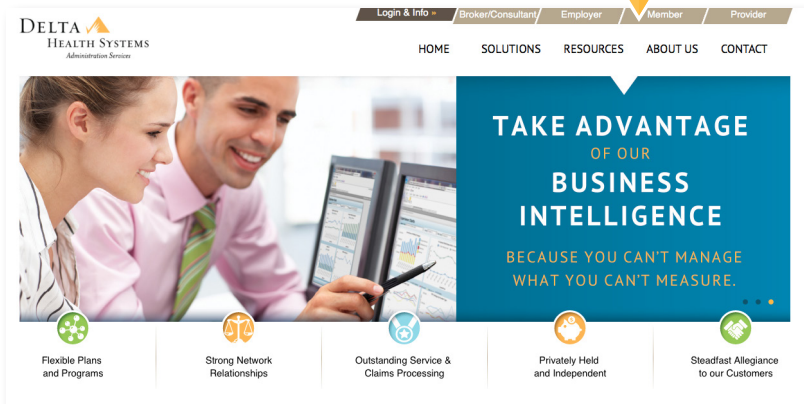 Login & Info »
Broker/Consultant
Employer
Member
Provider
DELTA
HEALTH SYSTEMS
Administration Services
HOME
SOLUTIONS
RESOURCES
ABOUT US
CONTACT
TAKE ADVANTAGE
OF OUR
BUSINESS
INTELLIGENCE
BECAUSE YOU CAN'T MANAGE
WHAT YOU CAN'T MEASURE.
Flexible Plans
and Programs
Strong Network
Relationships
Outstanding Service &
Claims Processing
Privately Held
and Independent
Steadfast Allegiance
to our Customers